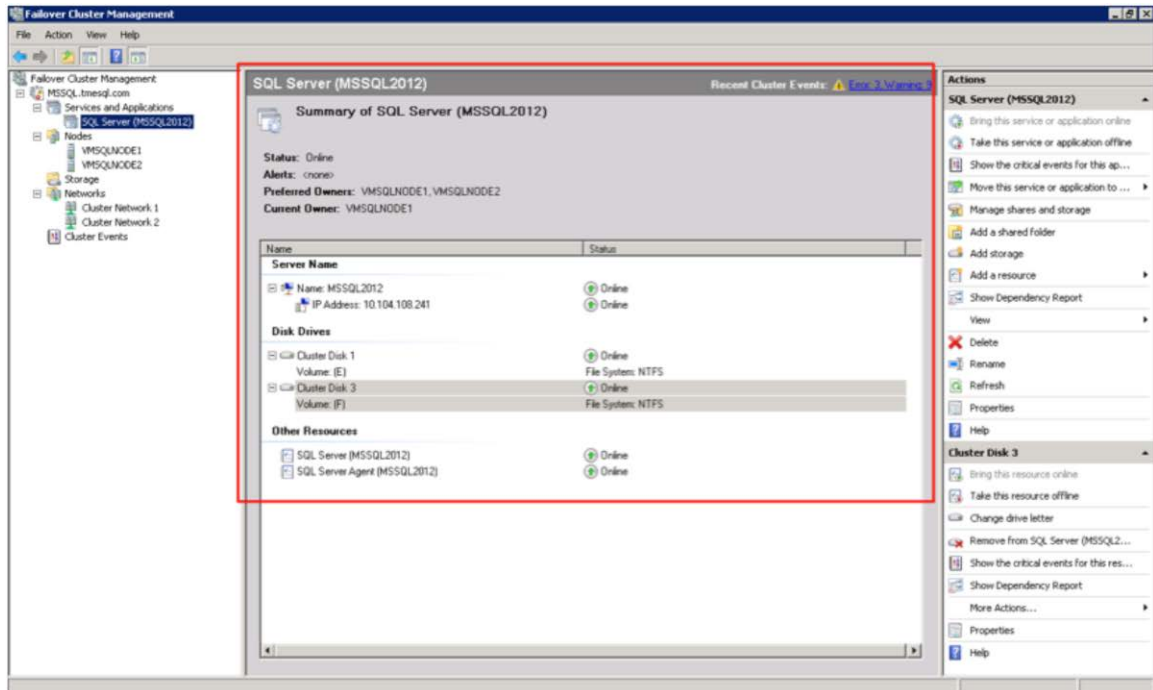 Failover Cluster Management
File Action View Help
Failover Cluster Management
MSSQL.tmesql.com
Services and Applications
SQL Server (MSSQL2012)
Nodes
VMSQLNODE1
VMSQLNODE2
Storage
Networks
Cluster Network 1
Cluster Network 2
Cluster Events
SQL Server (MSSQL2012) Recent Cluster Events: Error: 3, Warning: 9
Summary of SQL Server (MSSQL2012)
Status: Online
Alerts: <none>
Preferred Owners: VMSQLNODE1, VMSQLNODE2
Current Owner: VMSQLNODE1
Name Status
Server Name
Name: MSSQL2012 Online
IP Address: 10.104.108.241 Online
Disk Drives
Cluster Disk 1 Online
Volume: (E) File System: NTFS
Cluster Disk 3 Online
Volume: (F) File System: NTFS
Other Resources
SQL Server (MSSQL2012) Online
SQL Server Agent (MSSQL2012) Online
Actions
SQL Server (MSSQL2012)
Bring this service or application online
Take this service or application offline
Show the critical events for this ap...
Move this service or application to ...
Manage shares and storage
Add a shared folder
Add storage
Add a resource
Show Dependency Report
View
Delete
Rename
Refresh
Properties
Help
Cluster Disk 3
Bring this resource online
Take this resource offline
Change drive letter
Remove from SQL Server (MSSQL2...
Show the critical events for this res...
Show Dependency Report
More Actions...
Properties
Help